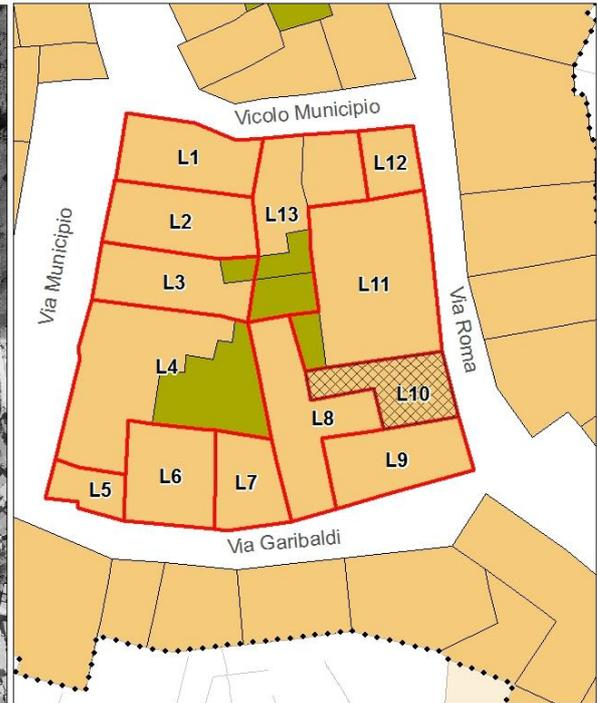 Vicolo Municipio
L1
L12
L2
L13
Via Municipio
L3
L11
Via Roma
L4
L10
L8
L9
L6
L7
L5
Via Garibaldi